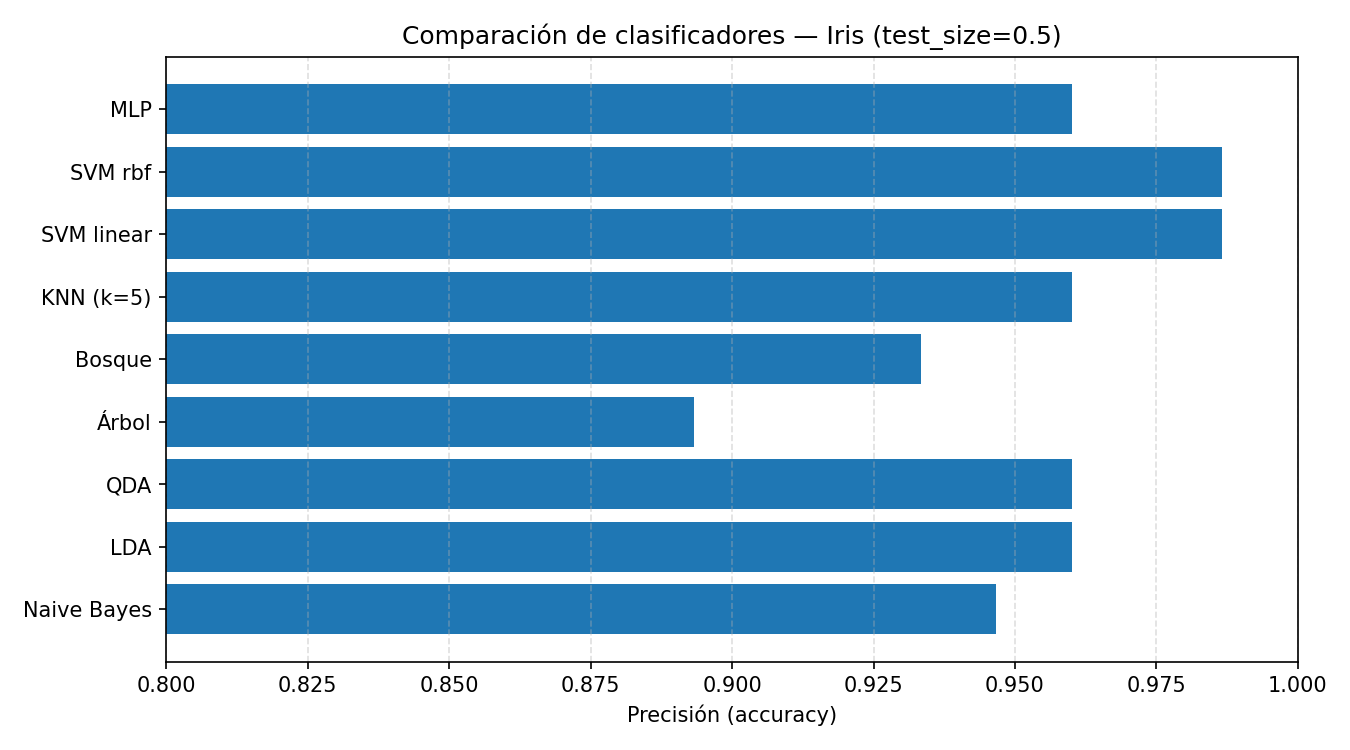 Comparación de clasificadores — Iris (test_size=0.5)
MLP
SVM rbf
SVM linear
KNN (k=5)
Bosque
Árbol
QDA
LDA
Naive Bayes
0.800 0.825 0.850 0.875 0.900 0.925 0.950 0.975 1.000
Precisión (accuracy)